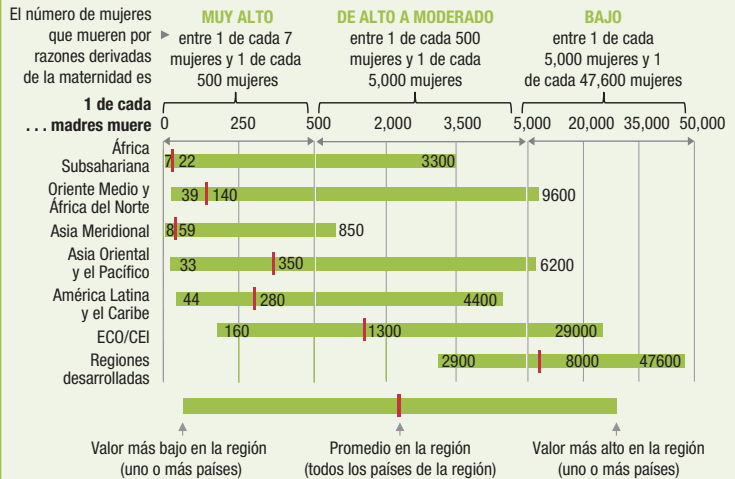 El número de mujeres
que mueren por
razones derivadas
de la maternidad es
MUY ALTO
entre 1 de cada 7
mujeres y 1 de cada
500 mujeres
DE ALTO A MODERADO
entre 1 de cada 500
mujeres y 1 de cada
5,000 mujeres
BAJO
entre 1 de cada
5,000 mujeres y 1
de cada 47,600 mujeres
1 de cada
. . . madres muere
0 250 500 2,000 3,500 5,000 20,000 35,000 50,000
África
Subsahariana
7 22 3300
Oriente Medio y
África del Norte
39 140 9600
Asia Meridional
8 59 850
Asia Oriental
y el Pacífico
33 350 6200
América Latina
y el Caribe
44 280 4400
ECO/CEI
160 1300 29000
Regiones
desarrolladas
2900 8000 47600
Valor más bajo en la región
(uno o más países)
Promedio en la región
(todos los países de la región)
Valor más alto en la región
(uno o más países)